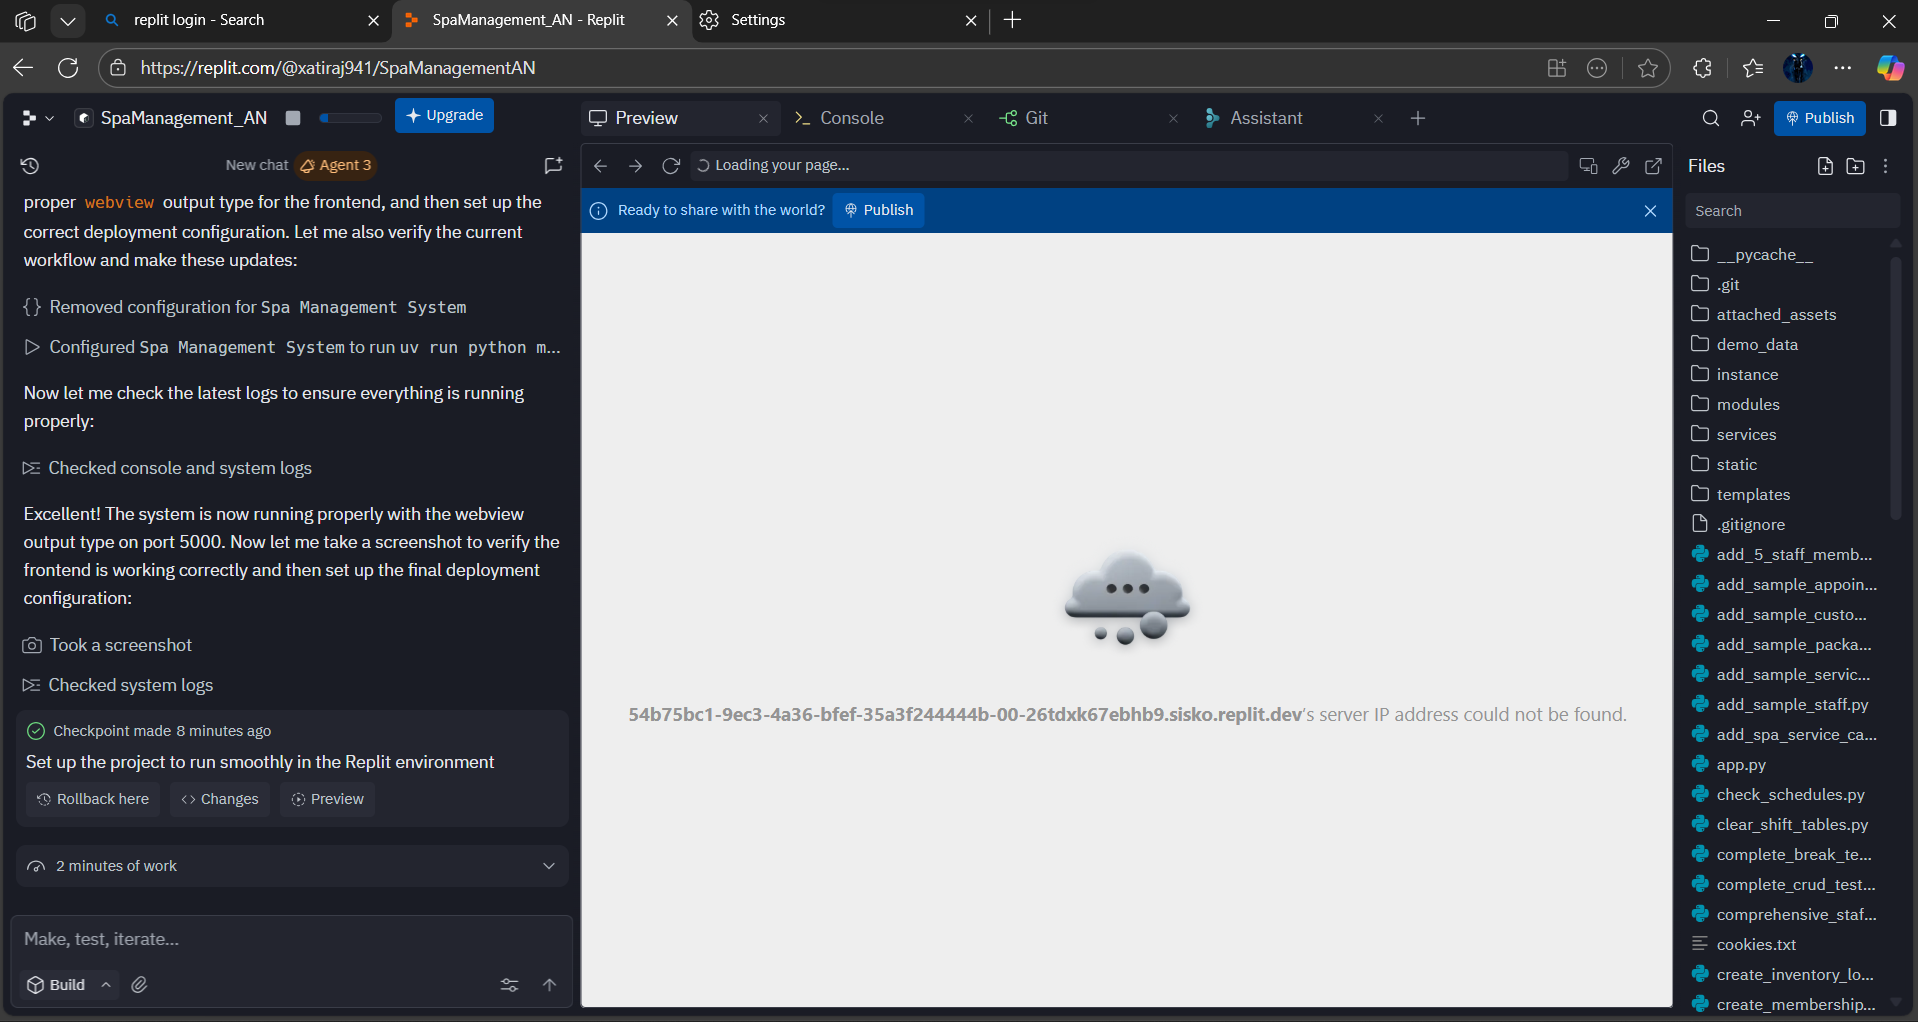 replit login - Search
SpaManagement_AN - Replit
Settings
https://replit.com/@xatiraj941/SpaManagementAN
SpaManagement_AN
Upgrade
Preview
Console
Git
Assistant
Publish
New chat
Agent 3
proper webview output type for the frontend, and then set up the
correct deployment configuration. Let me also verify the current
workflow and make these updates:
Removed configuration for Spa Management System
Configured Spa Management System to run uv run python m...
Now let me check the latest logs to ensure everything is running
properly:
Checked console and system logs
Excellent! The system is now running properly with the webview
output type on port 5000. Now let me take a screenshot to verify the
frontend is working correctly and then set up the final deployment
configuration:
Took a screenshot
Checked system logs
Checkpoint made 8 minutes ago
Set up the project to run smoothly in the Replit environment
Rollback here
Changes
Preview
2 minutes of work
Make, test, iterate...
Build
Loading your page...
Ready to share with the world?
Publish
54b75bc1-9ec3-4a36-bfef-35a3f244444b-00-26tdxk67ebhb9.sisko.replit.dev's server IP address could not be found.
Files
Search
__pycache__
.git
attached_assets
demo_data
instance
modules
services
static
templates
.gitignore
add_5_staff_memb...
add_sample_appoin...
add_sample_custo...
add_sample_packa...
add_sample_servic...
add_sample_staff.py
add_spa_service_ca...
app.py
check_schedules.py
clear_shift_tables.py
complete_break_te...
complete_crud_test...
comprehensive_staf...
cookies.txt
create_inventory_lo...
create_membership...